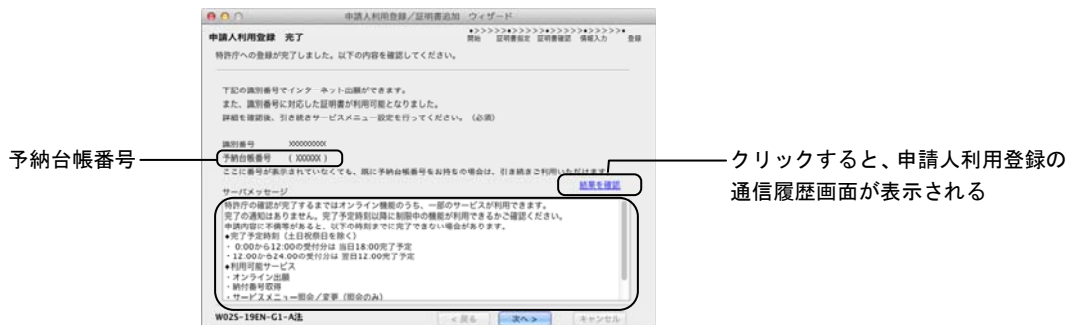 申請人利用登録／証明書追加 ウィザード
申請人利用登録 完了
開始 証明書指定 証明書確認 情報入力 登録
特許庁への登録が完了しました。以下の内容を確認してください。
下記の識別番号でインターネット出願ができます。
また、識別番号に対応した証明書が利用可能となりました。
詳細を確認後、引き続きサービスメニュー設定を行ってください。（必須）
識別番号 XXXXXXXXX
予納台帳番号 （ XXXXXX ）
ここに番号が表示されていなくても、既に予納台帳番号をお持ちの場合は、引き続きご利用いただけます。
結果を確認
サーバメッセージ
特許庁の確認が完了するまではオンライン機能のうち、一部のサービスが利用できます。
完了の通知はありません。完了予定時刻以降に制限中の機能が利用できるかご確認ください。
申請内容に不備等があると、以下の時刻までに完了できない場合があります。
◆完了予定時刻（土日祝祭日を除く）
・ 0:00から12:00の受付分は 当日18:00完了予定
・12.00から24.00の受付分は 翌日12.00完了予定
◆利用可能サービス
・オンライン出願
・納付番号取得
・サービスメニュー照会／変更（照会のみ）
W02S-19EN-G1-A法
< 戻る 次へ > キャンセル
予納台帳番号
クリックすると、申請人利用登録の
通信履歴画面が表示される